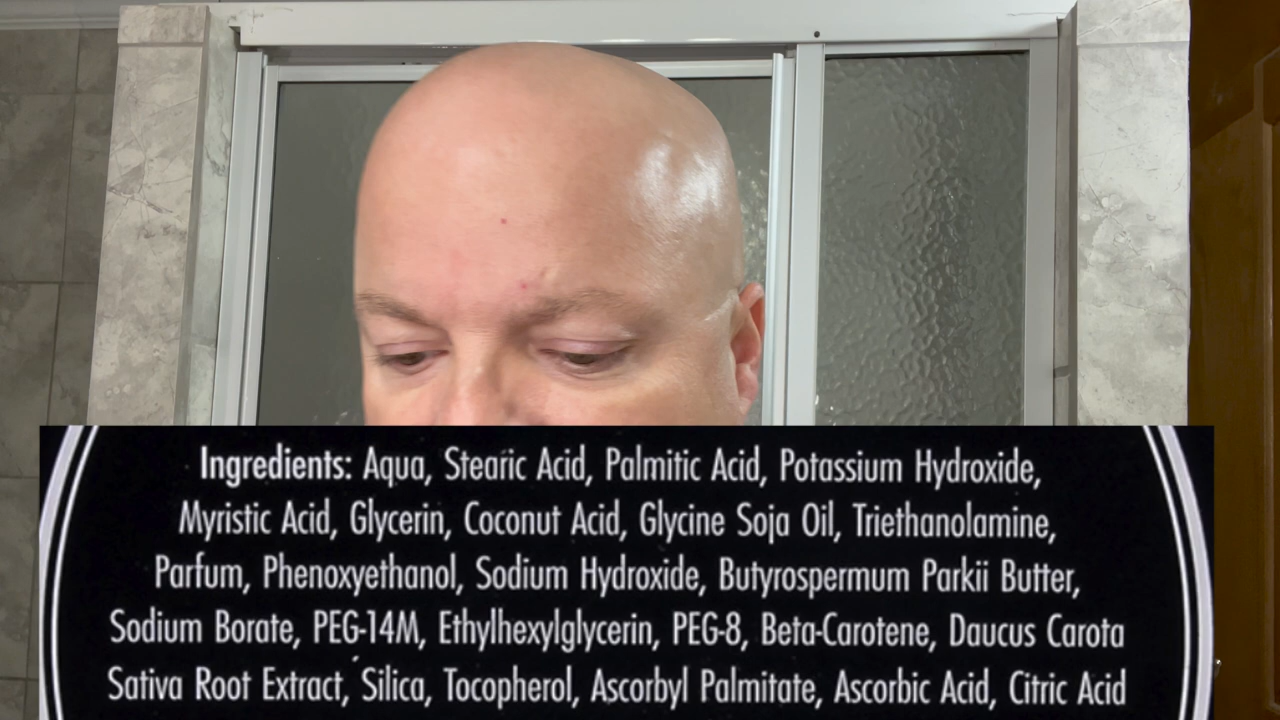 Ingredients: Aqua, Stearic Acid, Palmitic Acid, Potassium Hydroxide,
Myristic Acid, Glycerin, Coconut Acid, Glycine Soja Oil, Triethanolamine,
Parfum, Phenoxyethanol, Sodium Hydroxide, Butyrospermum Parkii Butter,
Sodium Borate, PEG-14M, Ethylhexylglycerin, PEG-8, Beta-Carotene, Daucus Carota
Sativa Root Extract, Silica, Tocopherol, Ascorbyl Palmitate, Ascorbic Acid, Citric Acid